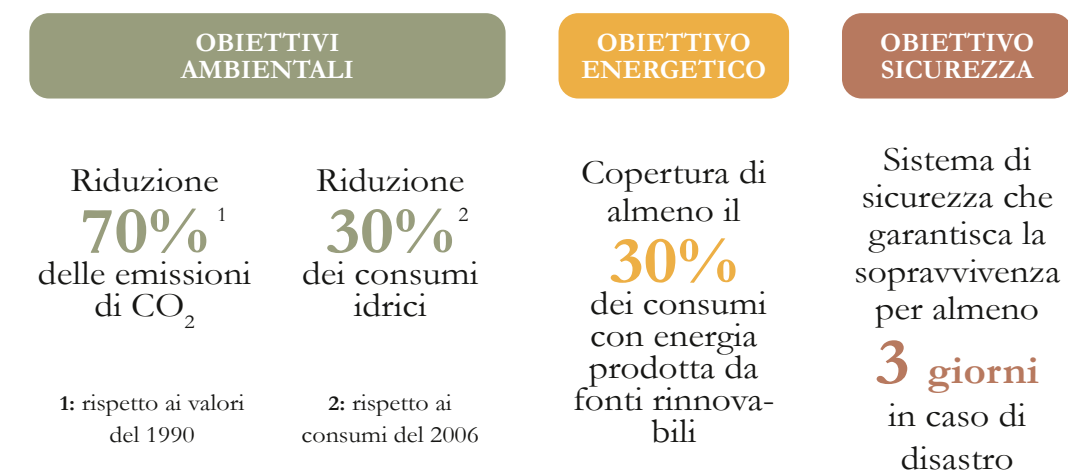 OBIETTIVI
AMBIENTALI
Riduzione
70%¹
delle emissioni
di CO₂
1: rispetto ai valori
del 1990
Riduzione
30%²
dei consumi
idrici
2: rispetto ai
consumi del 2006
OBIETTIVO
ENERGETICO
Copertura di
almeno il
30%
dei consumi
con energia
prodotta da
fonti rinnova-
bili
OBIETTIVO
SICUREZZA
Sistema di
sicurezza che
garantisca la
sopravvivenza
per almeno
3 giorni
in caso di
disastro